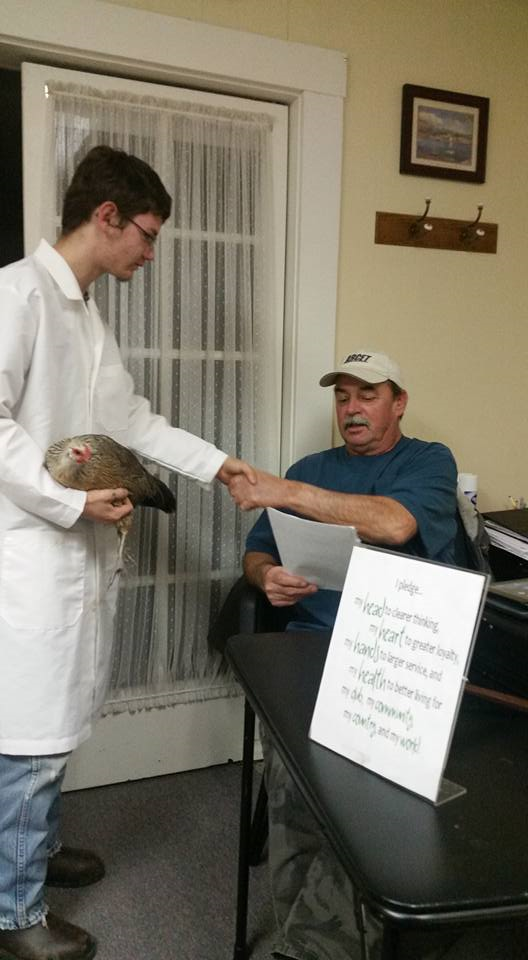 ARGET
I pledge...
my head to clearer thinking,
my heart to greater loyalty,
my hands to larger service, and
my health to better living for
my club, my community,
my country, and my world!